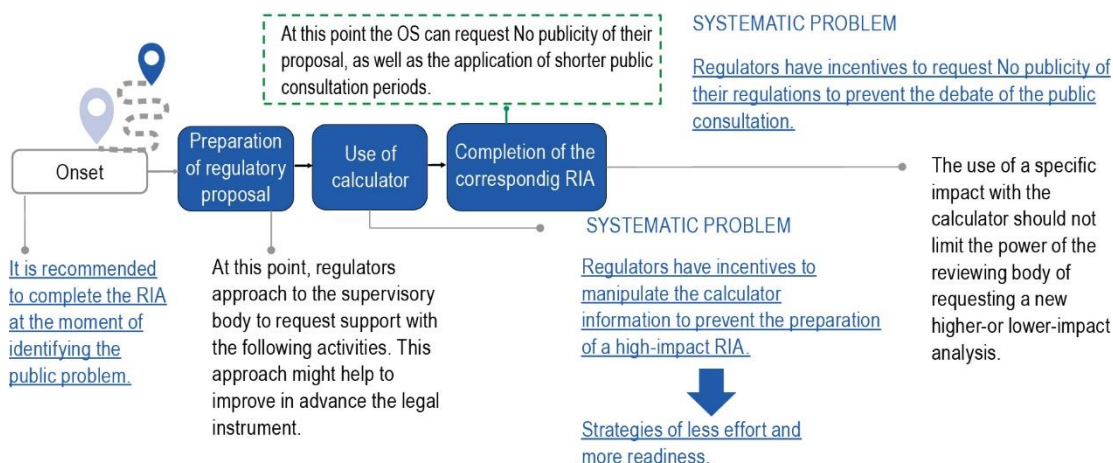 At this point the OS can request No publicity of their
proposal, as well as the application of shorter public
consultation periods.
SYSTEMATIC PROBLEM
Regulators have incentives to request No publicity of
their regulations to prevent the debate of the public
consultation.
Onset
Preparation
of regulatory
proposal
Use of
calculator
Completion of the
correspondig RIA
The use of a specific
impact with the
calculator should not
limit the power of the
reviewing body of
requesting a new
higher-or lower-impact
analysis.
It is recommended
to complete the RIA
at the moment of
identifying the
public problem.
At this point, regulators
approach to the supervisory
body to request support with
the following activities. This
approach might help to
improve in advance the legal
instrument.
SYSTEMATIC PROBLEM
Regulators have incentives to
manipulate the calculator
information to prevent the preparation
of a high-impact RIA.
Strategies of less effort and
more readiness.